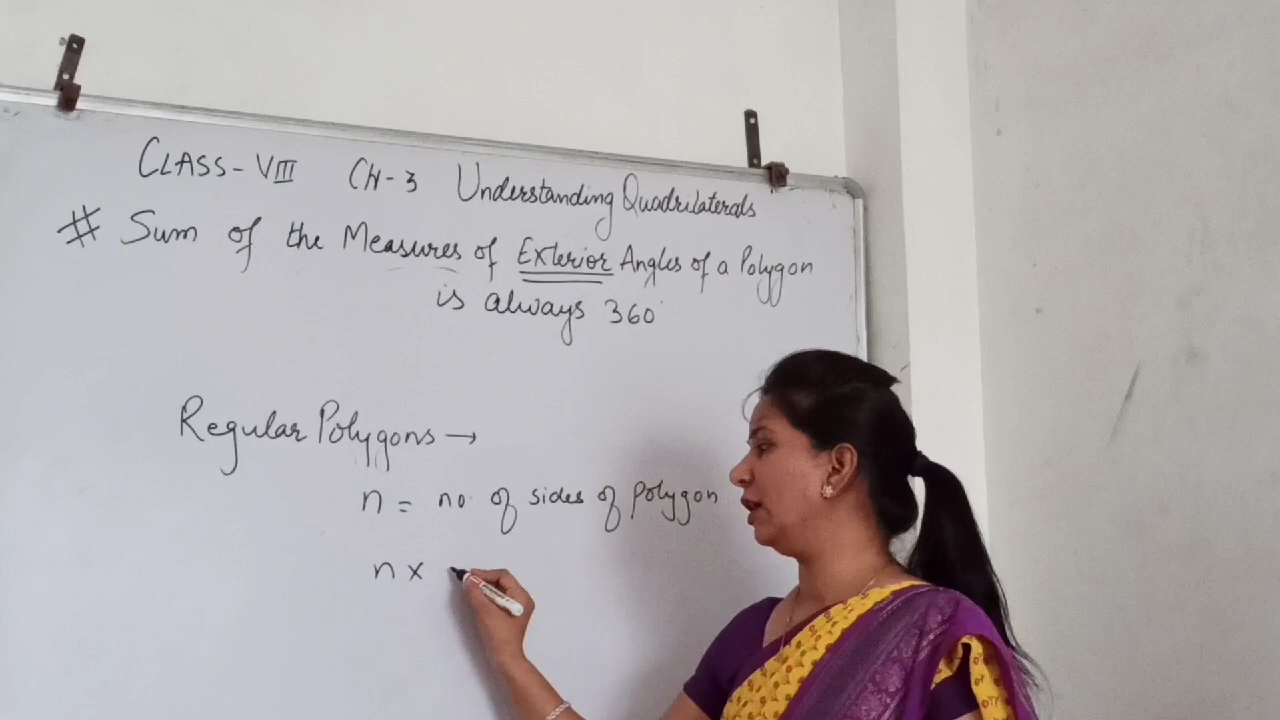 CLASS-VIII CH-3 Understanding Quadrilaterals
# Sum of the Measures of Exterior Angles of a Polygon
is always 360°
Regular Polygons →
n = no. of sides of polygon
n ×